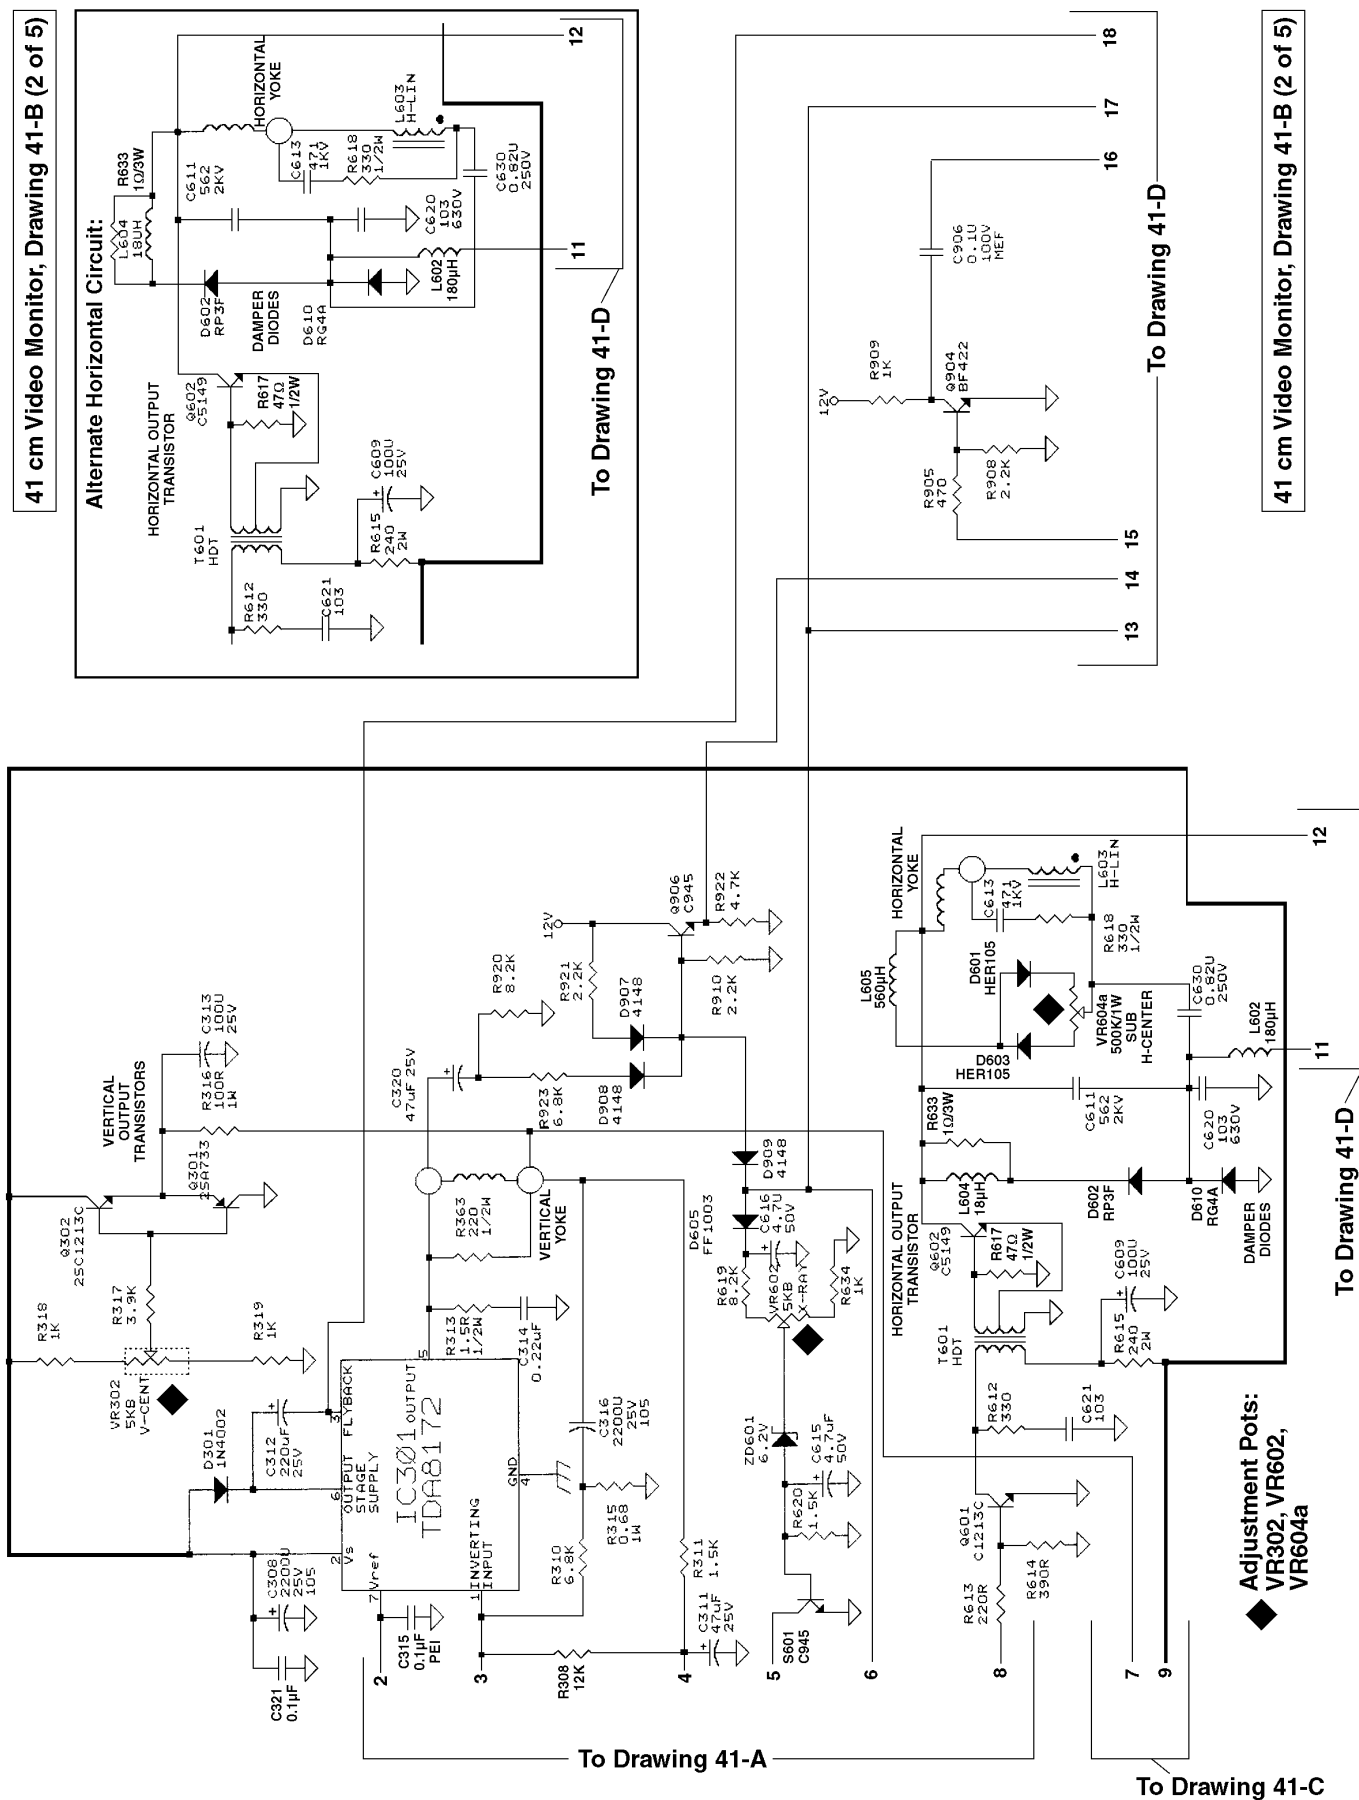 41 cm Video Monitor, Drawing 41-B (2 of 5)
Alternate Horizontal Circuit:
HORIZONTAL OUTPUT
TRANSISTOR
T601
HDT
R612
330
C621
103
R615
240
2W
C609
100U
25V
Q602
C5149
R617
47Ω
1/2W
D602
RP3F
DAMPER
DIODES
D610
RG4A
L604
18UH
R633
1Ω/3W
C611
562
2KV
C620
103
630V
L602
180µH
HORIZONTAL
YOKE
C613
471
1KV
R618
330
1/2W
L603
H-LIN
C630
0.82U
250V
11
12
To Drawing 41-D
18
17
16
15
14
13
To Drawing 41-D
C906
0.1U
100V
MEF
12V
R909
1K
Q904
BF422
R905
470
R908
2.2K
41 cm Video Monitor, Drawing 41-B (2 of 5)
VERTICAL
OUTPUT
TRANSISTORS
Q302
2SC1213C
Q301
2SA733
R316
100R
1W
C313
100U
25V
R318
1K
R317
3.9K
R319
1K
VR302
5KB
V-CENT
D301
1N4002
C312
220uF
25V
C308
2200U
25V
105
C321
0.1µF
IC301
TDA8172
FLYBACK
3
OUTPUT
STAGE
SUPPLY
6
Vs
2
Vref
7
OUTPUT
5
GND
4
INVERTING
INPUT
1
C315
0.1µF
PEI
R308
12K
R313
1.5R
1/2W
C314
0.22uF
R363
220
1/2W
VERTICAL
YOKE
C316
2200U
25V
105
R315
0.68
1W
R310
6.8K
R311
1.5K
C311
47uF
25V
C320
47uF 25V
R920
8.2K
R923
6.8K
R921
2.2K
D907
4148
D908
4148
12V
Q906
C945
R922
4.7K
R910
2.2K
D909
4148
D605
FF1003
C616
4.7U
50V
R619
8.2K
VR602
5KB
X-RAY
R634
1K
ZD601
6.2V
C615
4.7uF
50V
R620
1.5K
S601
C945
2
3
4
5
6
8
7
9
To Drawing 41-A
To Drawing 41-C
R613
220R
R614
390R
Q601
C1213C
R612
330
C621
103
T601
HDT
R615
240
2W
C609
100U
25V
HORIZONTAL OUTPUT
TRANSISTOR
Q602
C5149
R617
47Ω
1/2W
L604
18µH
R633
1Ω/3W
D602
RP3F
D610
RG4A
DAMPER
DIODES
C611
562
2KV
C620
103
630V
L605
560µH
D601
HER105
D603
HER105
VR604a
500K/1W
SUB
H-CENTER
HORIZONTAL
YOKE
C613
471
1KV
R618
330
1/2W
L603
H-LIN
C630
0.82U
250V
L602
180µH
12
11
To Drawing 41-D
Adjustment Pots:
VR302, VR602,
VR604a